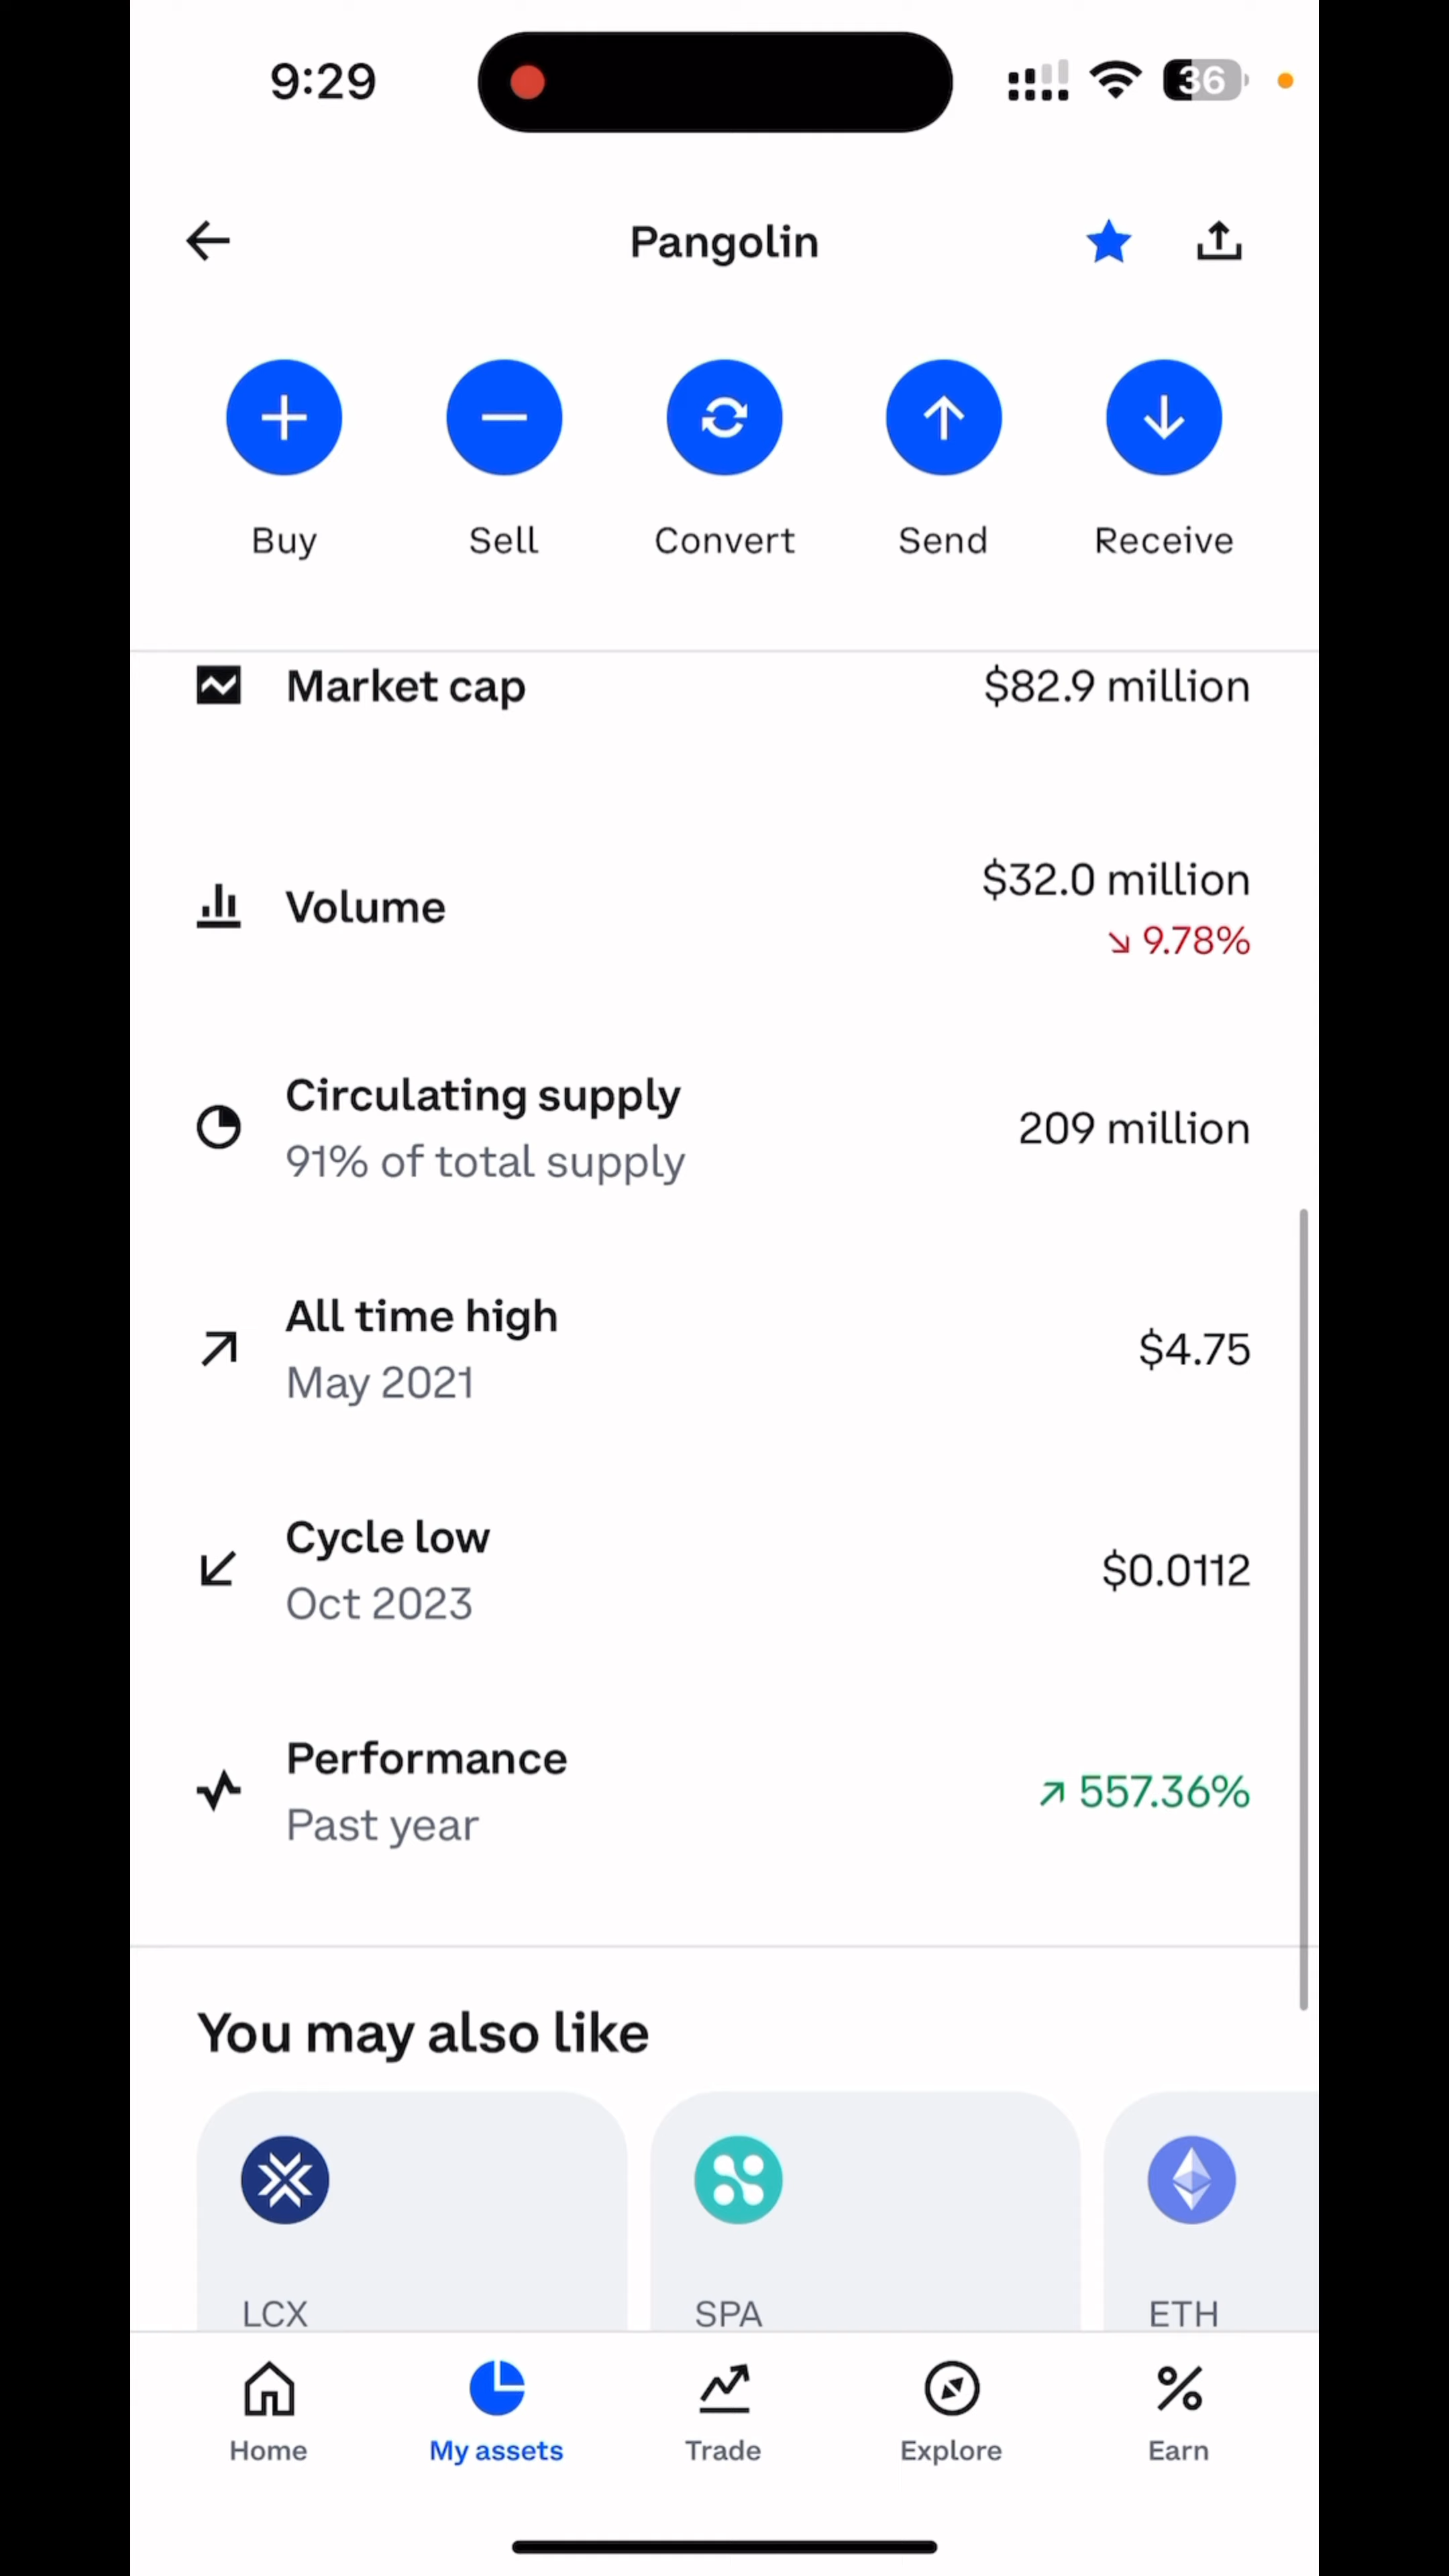 9:29
36
Pangolin
Buy
Sell
Convert
Send
Receive
Market cap
$82.9 million
Volume
$32.0 million
↘ 9.78%
Circulating supply
91% of total supply
209 million
All time high
May 2021
$4.75
Cycle low
Oct 2023
$0.0112
Performance
Past year
↗ 557.36%
You may also like
LCX
SPA
ETH
Home
My assets
Trade
Explore
Earn